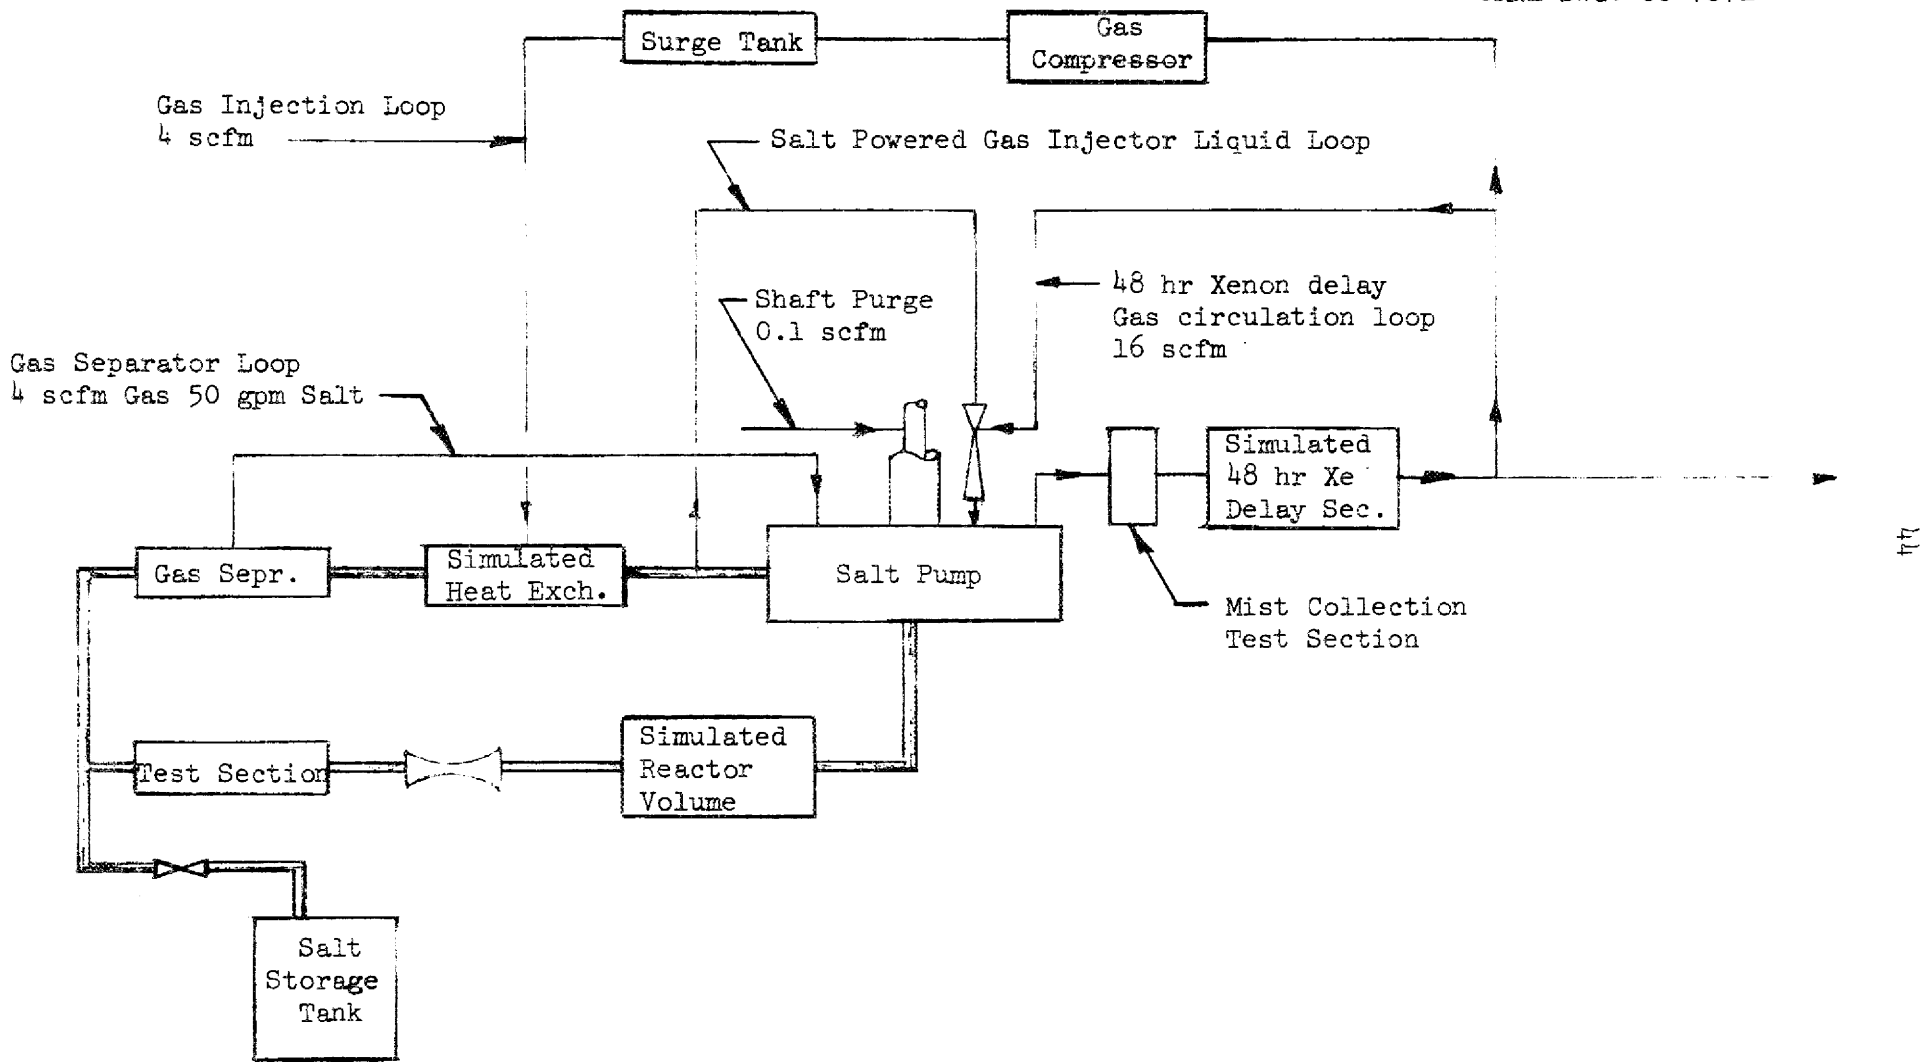 Surge Tank
Gas
Compressor
Gas Injection Loop
4 scfm
Salt Powered Gas Injector Liquid Loop
48 hr Xenon delay
Gas circulation loop
16 scfm
Shaft Purge
0.1 scfm
Gas Separator Loop
4 scfm Gas 50 gpm Salt
Simulated
48 hr Xe
Delay Sec.
Gas Sepr.
Simulated
Heat Exch.
Salt Pump
Mist Collection
Test Section
44
Test Section
Simulated
Reactor
Volume
Salt
Storage
Tank